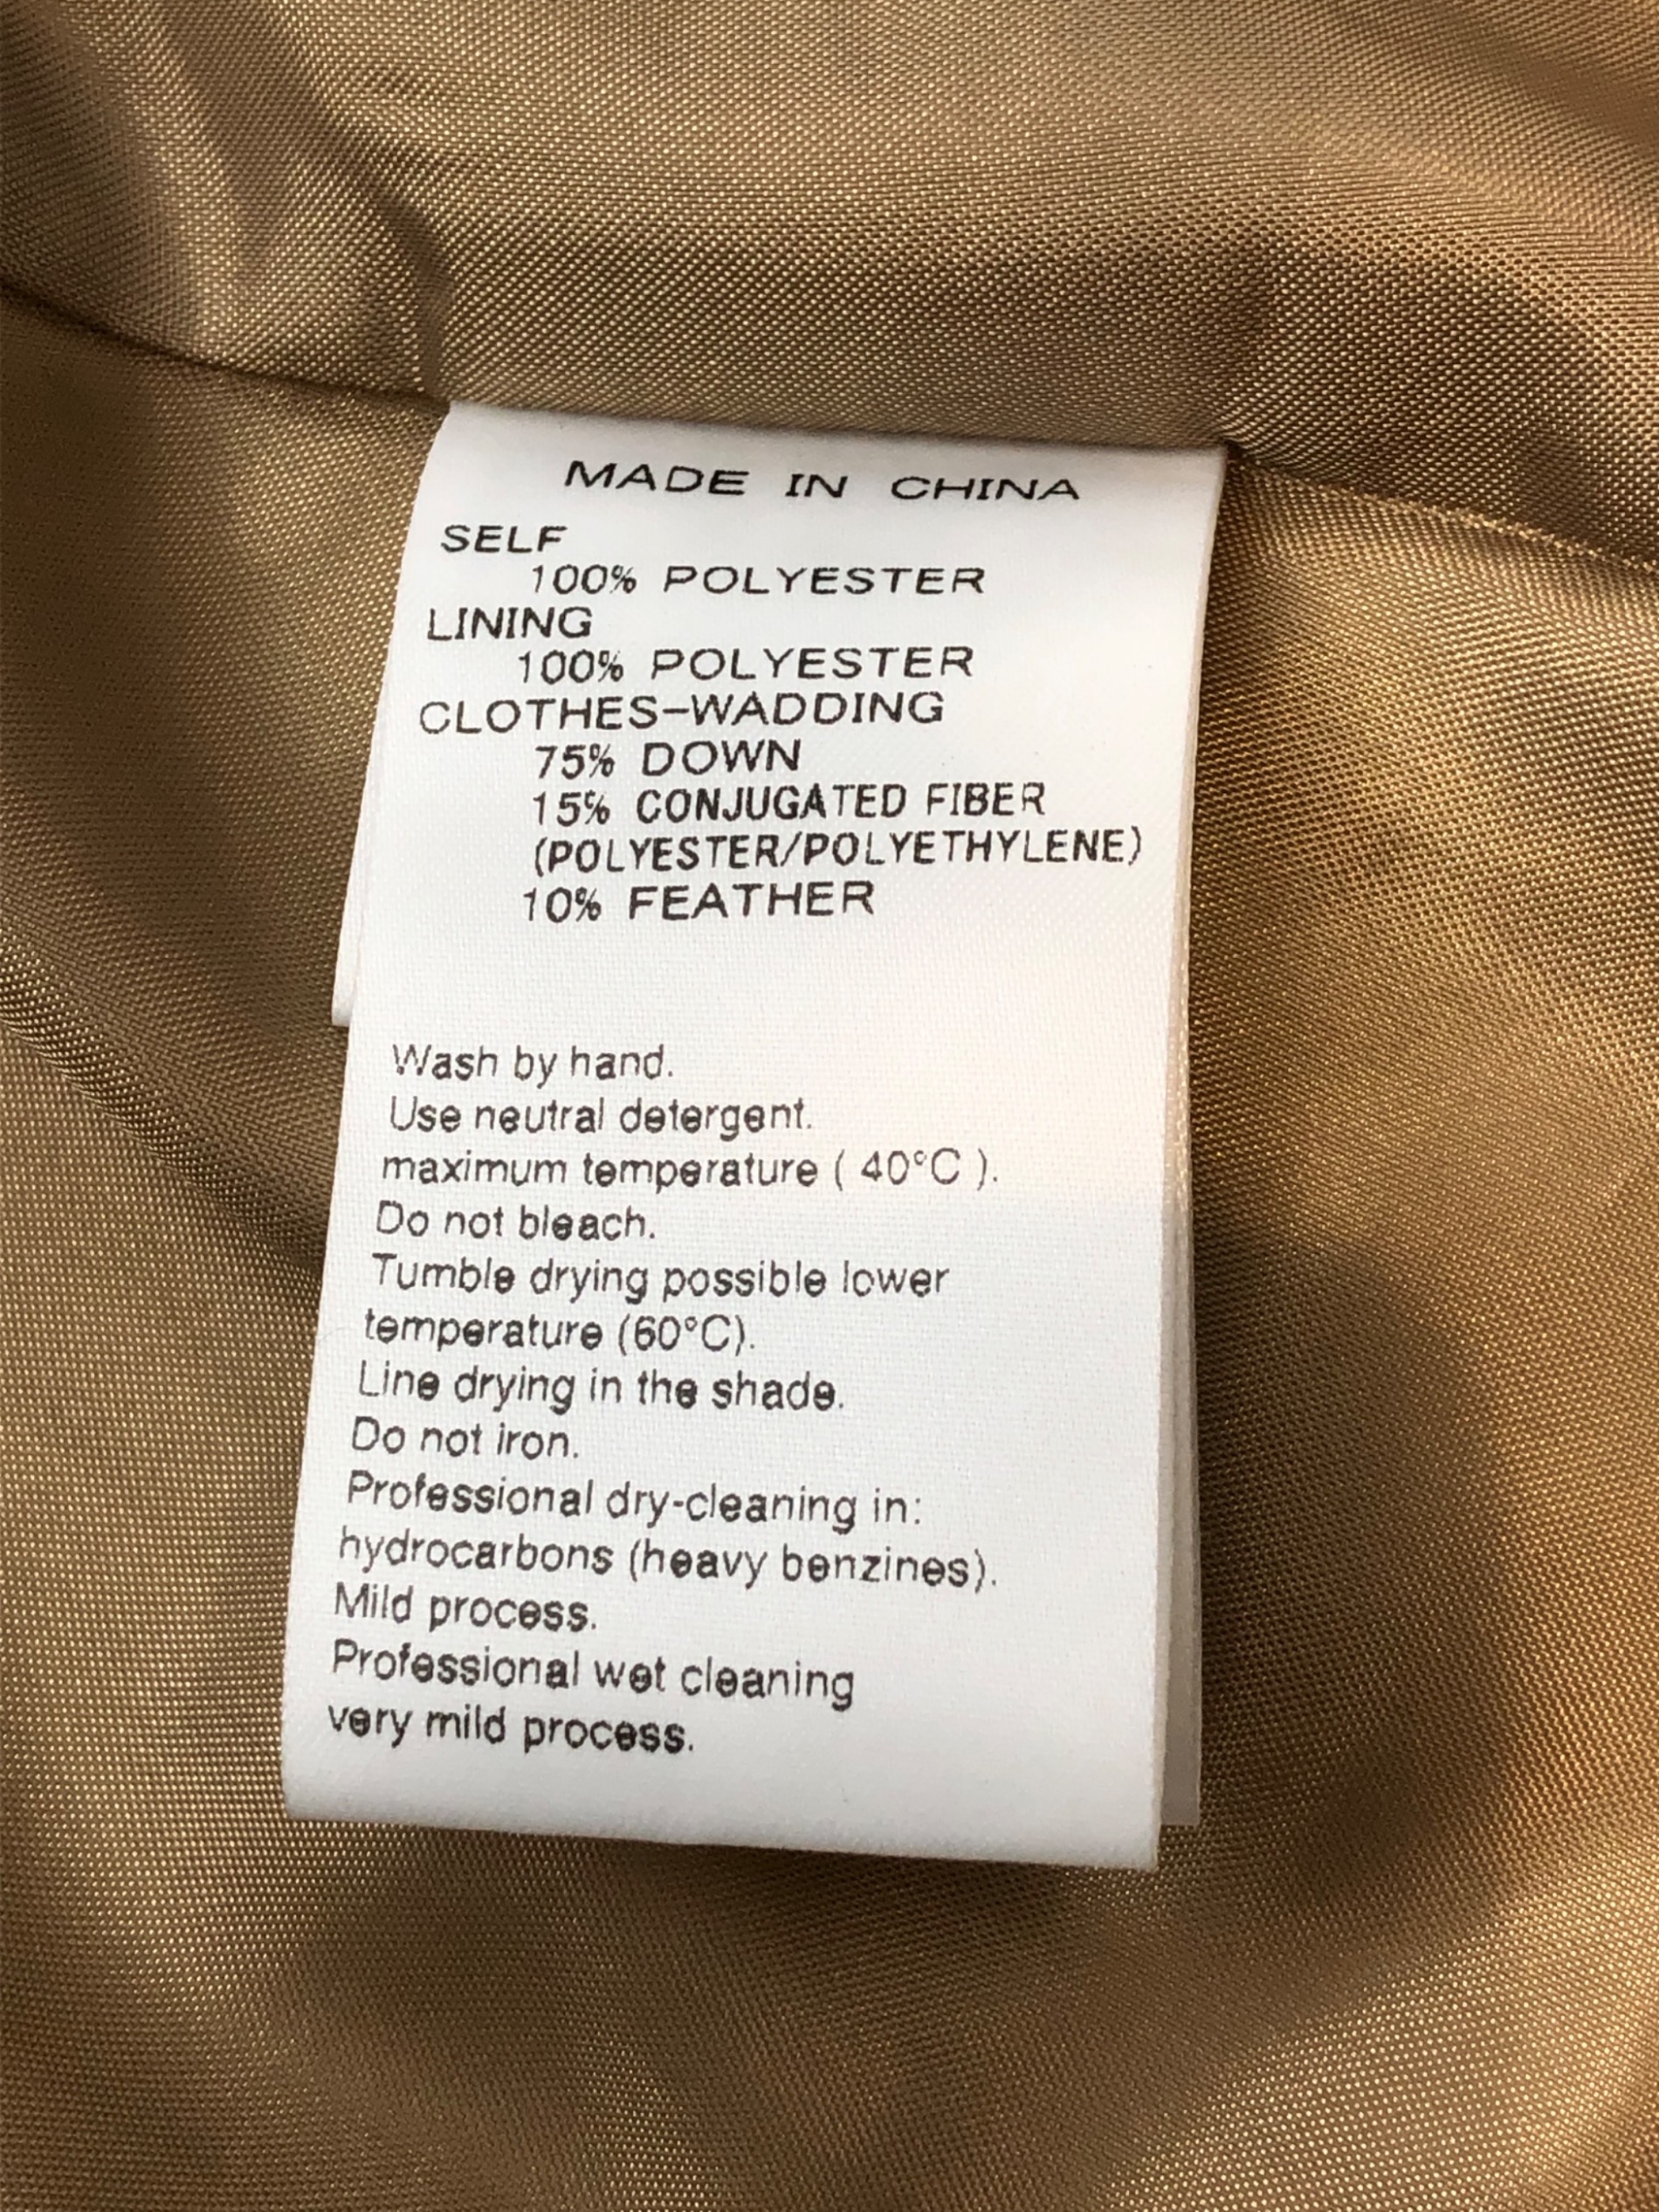 MADE IN CHINA
SELF
100% POLYESTER
LINING
100% POLYESTER
CLOTHES-WADDING
75% DOWN
15% CONJUGATED FIBER
(POLYESTER/POLYETHYLENE)
10% FEATHER
Wash by hand.
Use neutral detergent.
maximum temperature ( 40°C ).
Do not bleach.
Tumble drying possible lower
temperature (60°C).
Line drying in the shade.
Do not iron.
Professional dry-cleaning in:
hydrocarbons (heavy benzines).
Mild process.
Professional wet cleaning
very mild process.